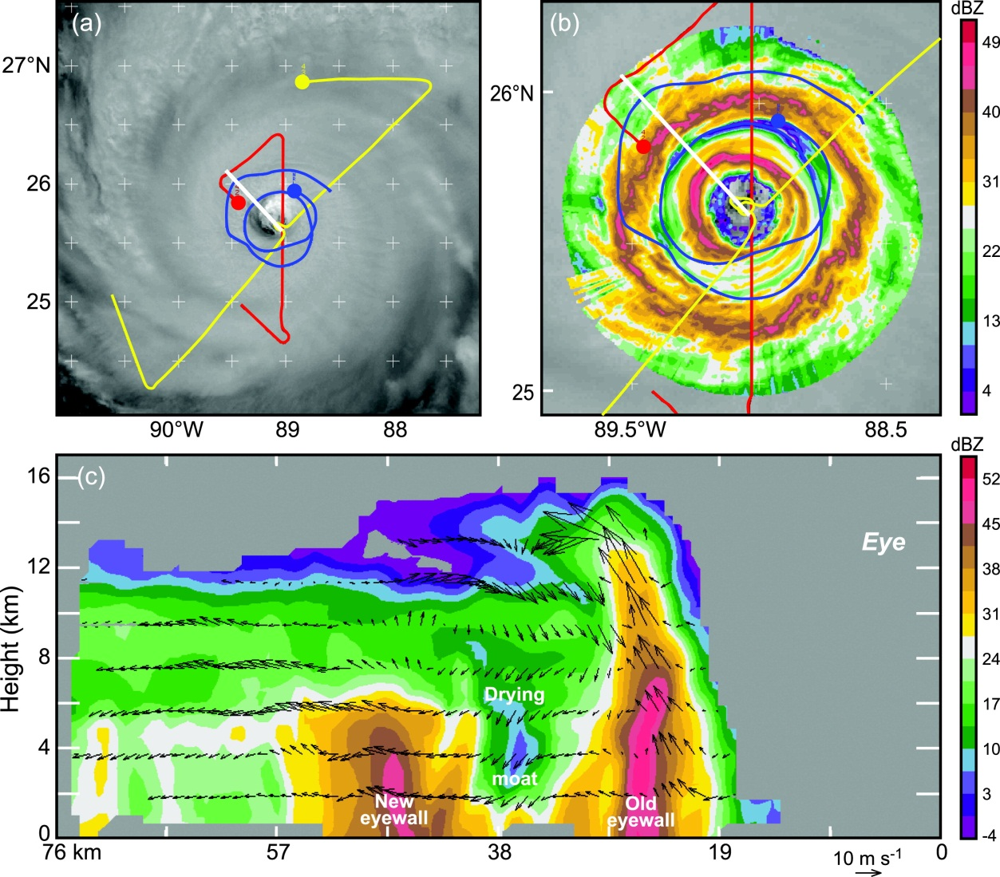 (a)
27°N
26
25
90°W
89
88
(b)
26°N
25
89.5°W
88.5
dBZ
49
40
31
22
13
4
(c)
Height (km)
16
12
8
4
0
Eye
Drying
moat
New
eyewall
Old
eyewall
76 km
57
38
19
0
10 m s⁻¹
dBZ
52
45
38
31
24
17
10
3
-4